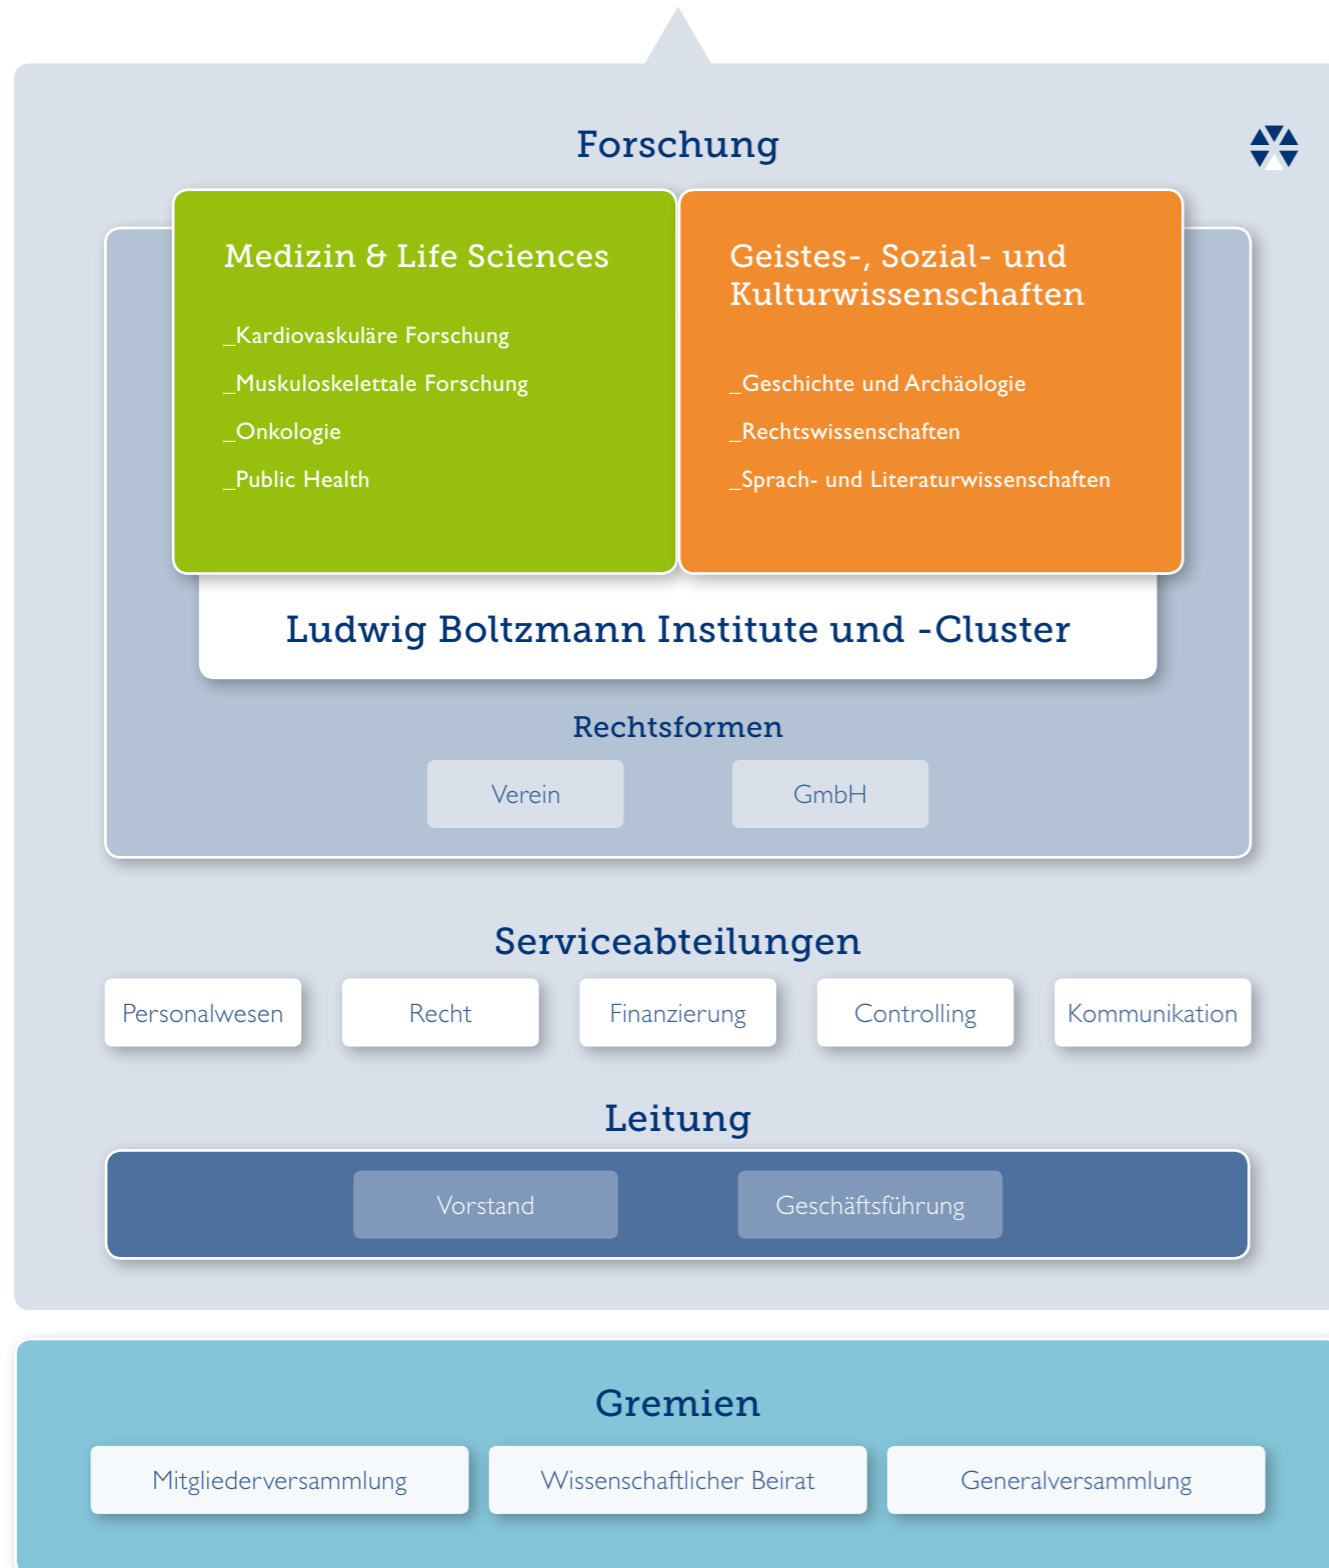 Forschung
Medizin & Life Sciences
_Kardiovaskuläre Forschung
_Muskuloskelettale Forschung
_Onkologie
_Public Health
Geistes-, Sozial- und
Kulturwissenschaften
_Geschichte und Archäologie
_Rechtswissenschaften
_Sprach- und Literaturwissenschaften
Ludwig Boltzmann Institute und -Cluster
Rechtsformen
Verein
GmbH
Serviceabteilungen
Personalwesen
Recht
Finanzierung
Controlling
Kommunikation
Leitung
Vorstand
Geschäftsführung
Gremien
Mitgliederversammlung
Wissenschaftlicher Beirat
Generalversammlung